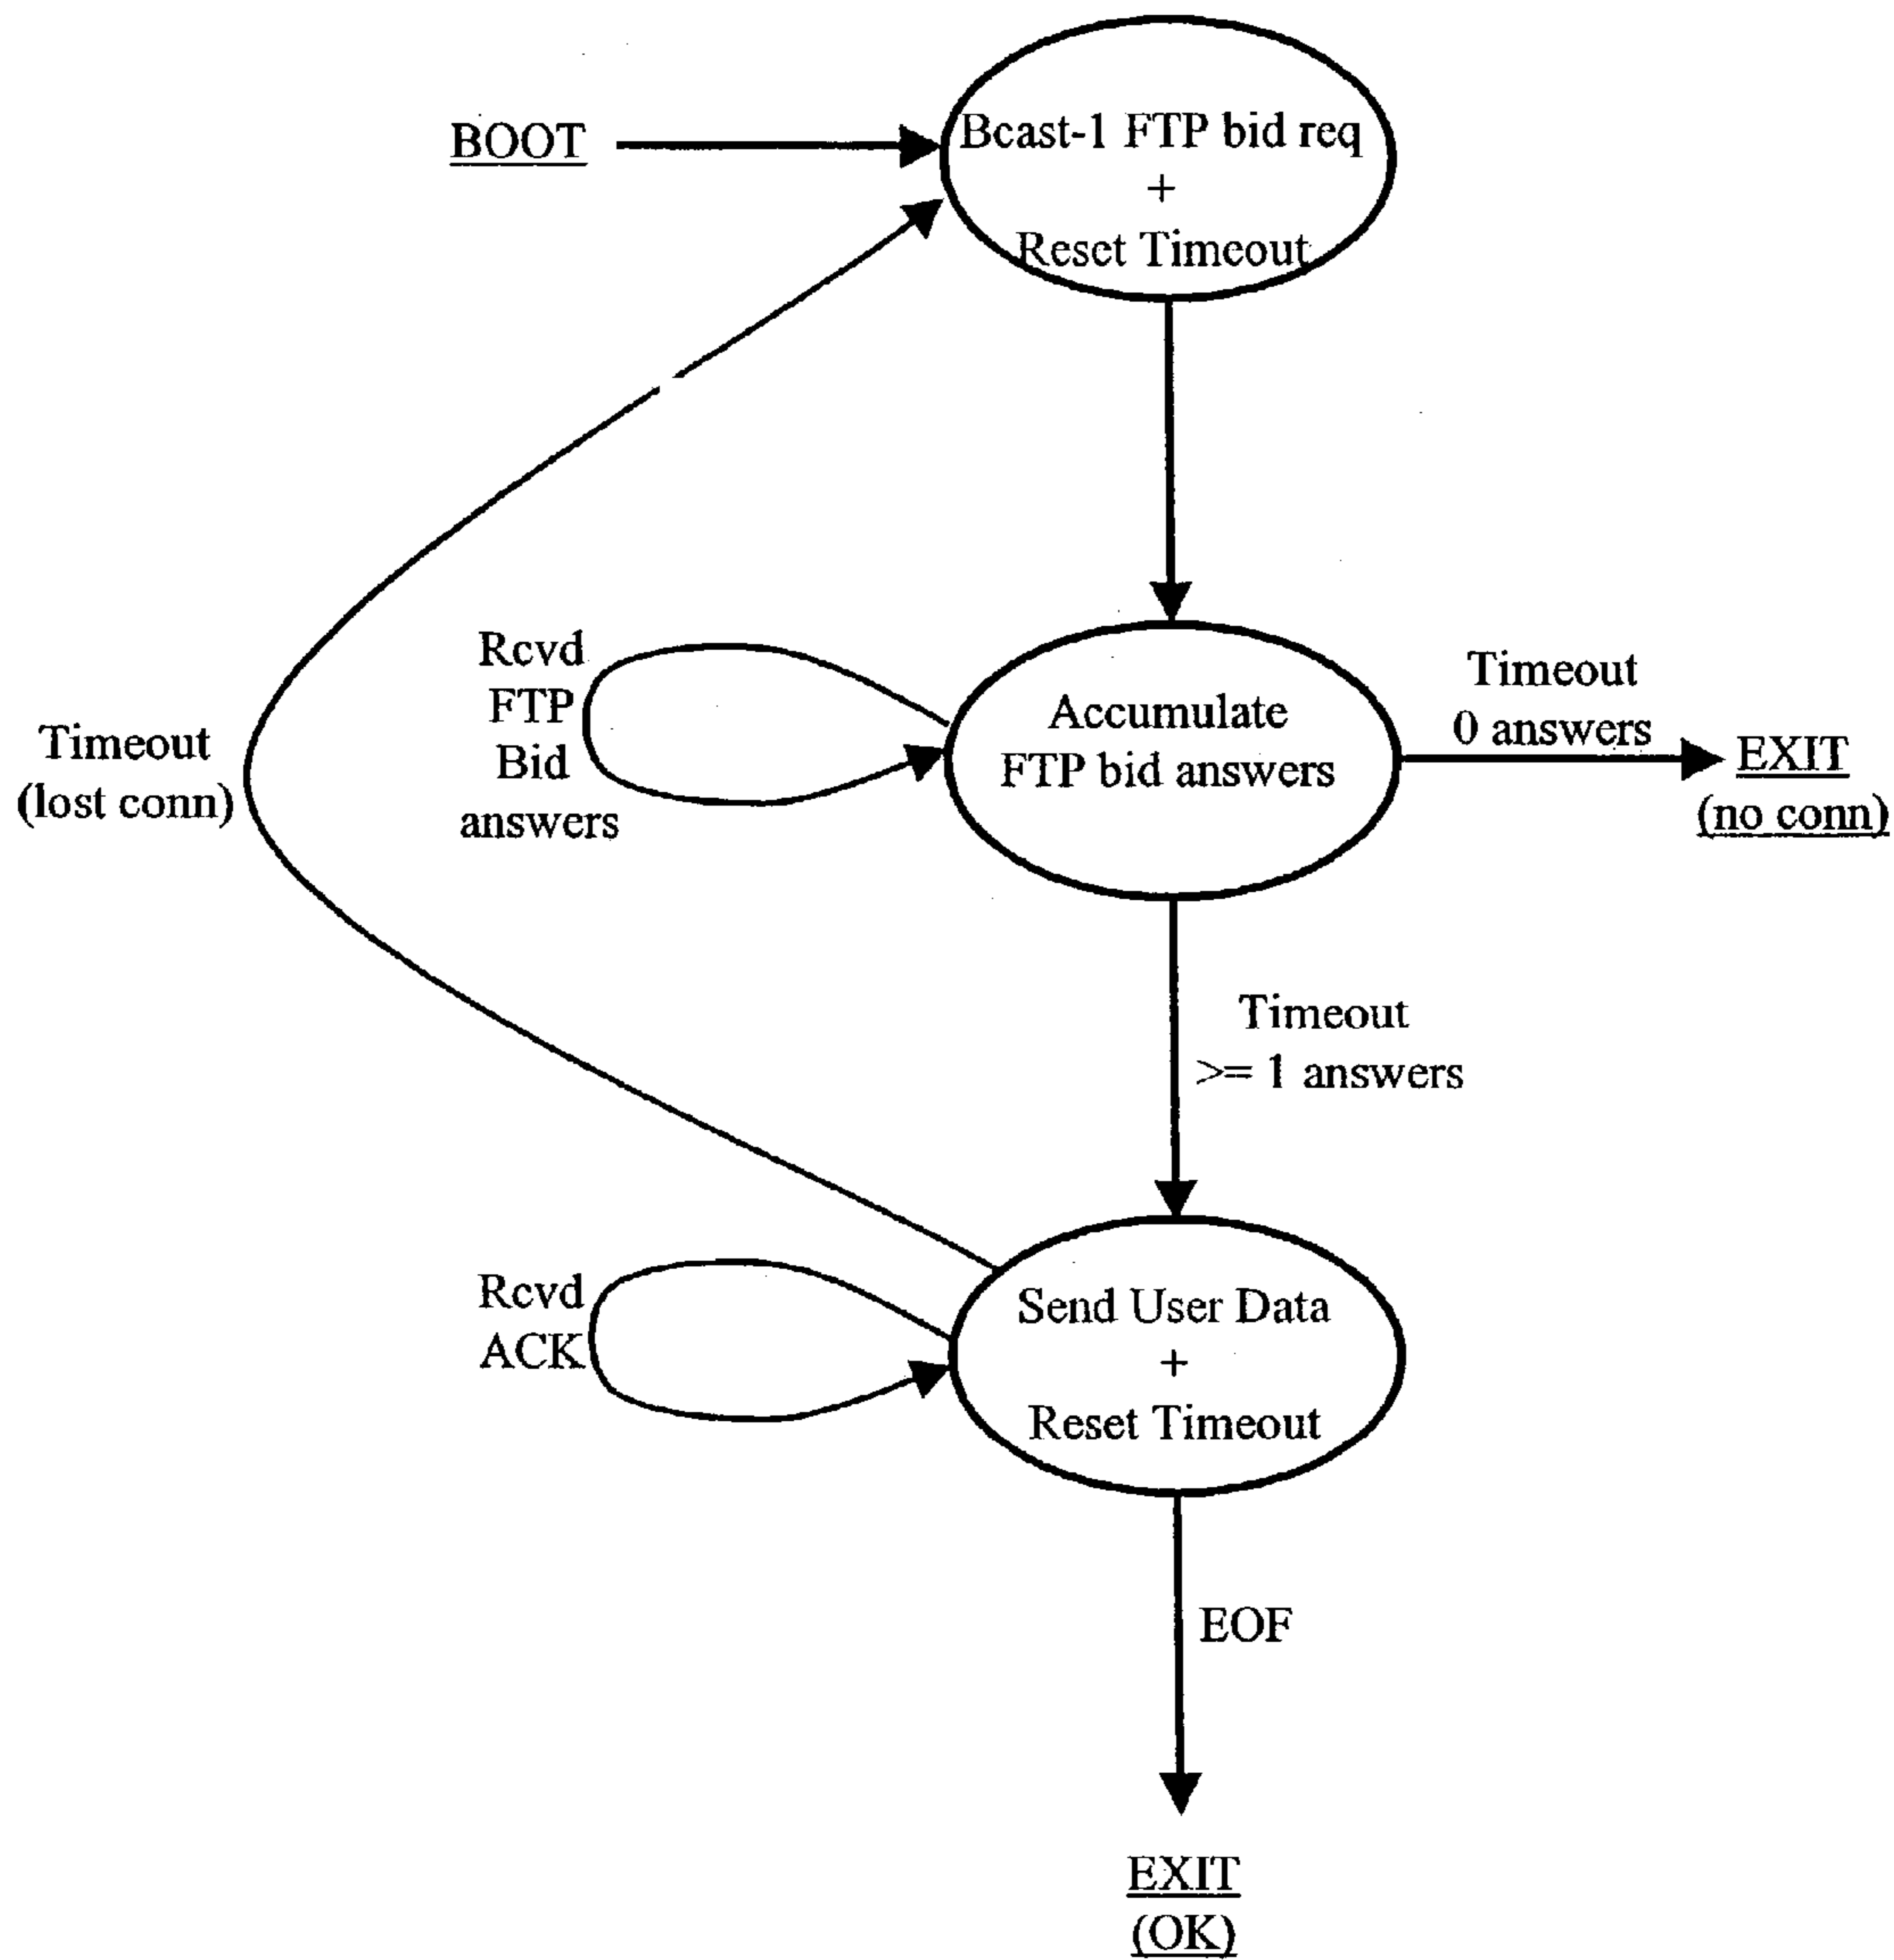 BOOT
Bcast-1 FTP bid req
+
Reset Timeout
Rcvd
FTP
Bid
answers
Accumulate
FTP bid answers
Timeout
0 answers
EXIT
(no conn)
Timeout
(lost conn)
Timeout
>= 1 answers
Rcvd
ACK
Send User Data
+
Reset Timeout
EOF
EXIT
(OK)